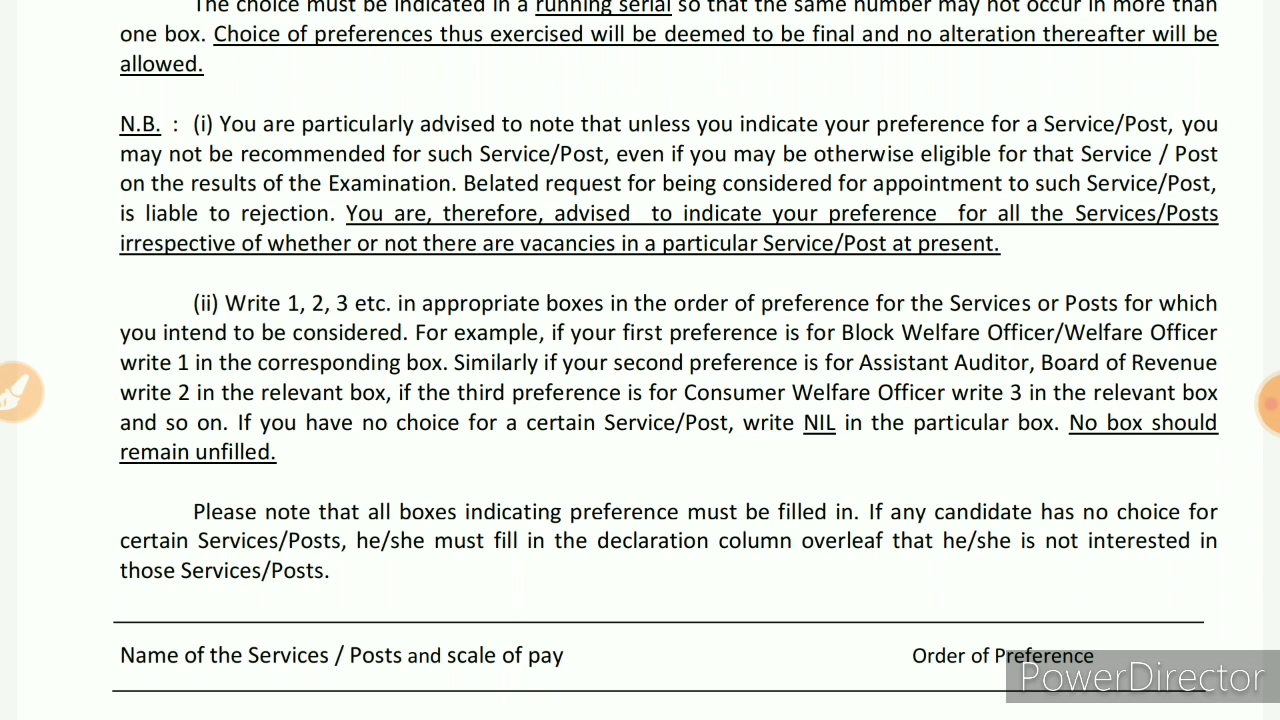 The choice must be indicated in a running serial so that the same number may not occur in more than
one box. Choice of preferences thus exercised will be deemed to be final and no alteration thereafter will be
allowed.
N.B. : (i) You are particularly advised to note that unless you indicate your preference for a Service/Post, you
may not be recommended for such Service/Post, even if you may be otherwise eligible for that Service / Post
on the results of the Examination. Belated request for being considered for appointment to such Service/Post,
is liable to rejection. You are, therefore, advised to indicate your preference for all the Services/Posts
irrespective of whether or not there are vacancies in a particular Service/Post at present.
(ii) Write 1, 2, 3 etc. in appropriate boxes in the order of preference for the Services or Posts for which
you intend to be considered. For example, if your first preference is for Block Welfare Officer/Welfare Officer
write 1 in the corresponding box. Similarly if your second preference is for Assistant Auditor, Board of Revenue
write 2 in the relevant box, if the third preference is for Consumer Welfare Officer write 3 in the relevant box
and so on. If you have no choice for a certain Service/Post, write NIL in the particular box. No box should
remain unfilled.
Please note that all boxes indicating preference must be filled in. If any candidate has no choice for
certain Services/Posts, he/she must fill in the declaration column overleaf that he/she is not interested in
those Services/Posts.
Name of the Services / Posts and scale of pay Order of Preference
PowerDirector